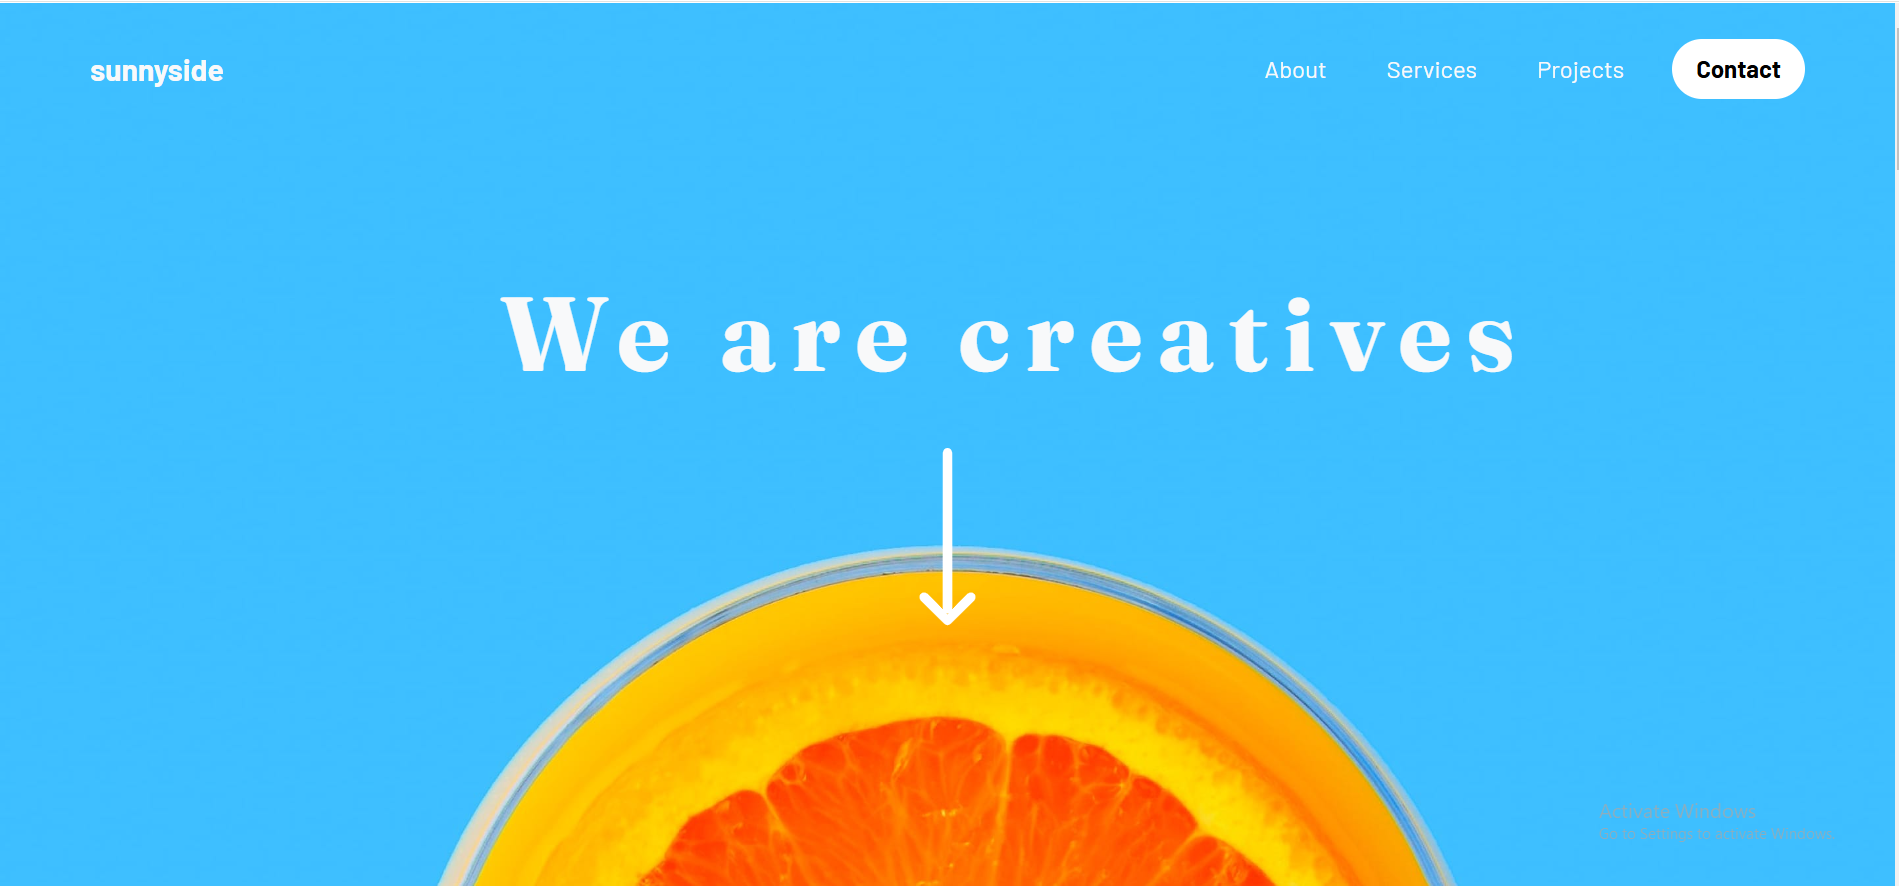 sunnyside
About Services Projects Contact
We are creatives
Activate Windows
Go to Settings to activate Windows.